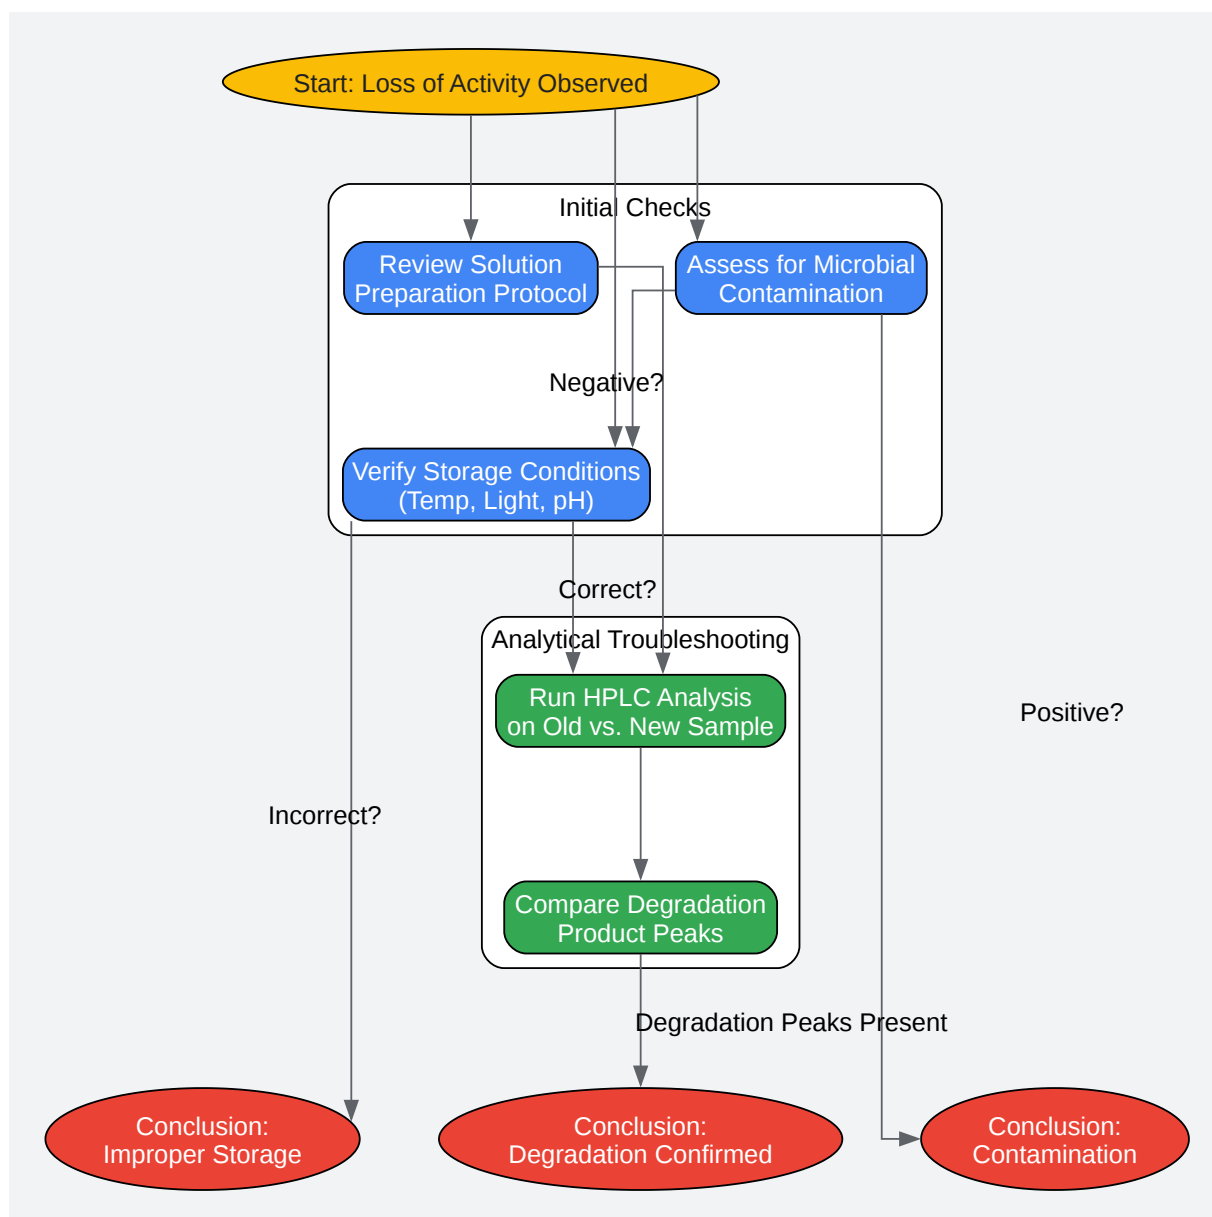 Start: Loss of Activity Observed
Initial Checks
Review Solution
Preparation Protocol
Assess for Microbial
Contamination
Negative?
Verify Storage Conditions
(Temp, Light, pH)
Correct?
Analytical Troubleshooting
Run HPLC Analysis
on Old vs. New Sample
Positive?
Incorrect?
Compare Degradation
Product Peaks
Degradation Peaks Present
Conclusion:
Improper Storage
Conclusion:
Degradation Confirmed
Conclusion:
Contamination